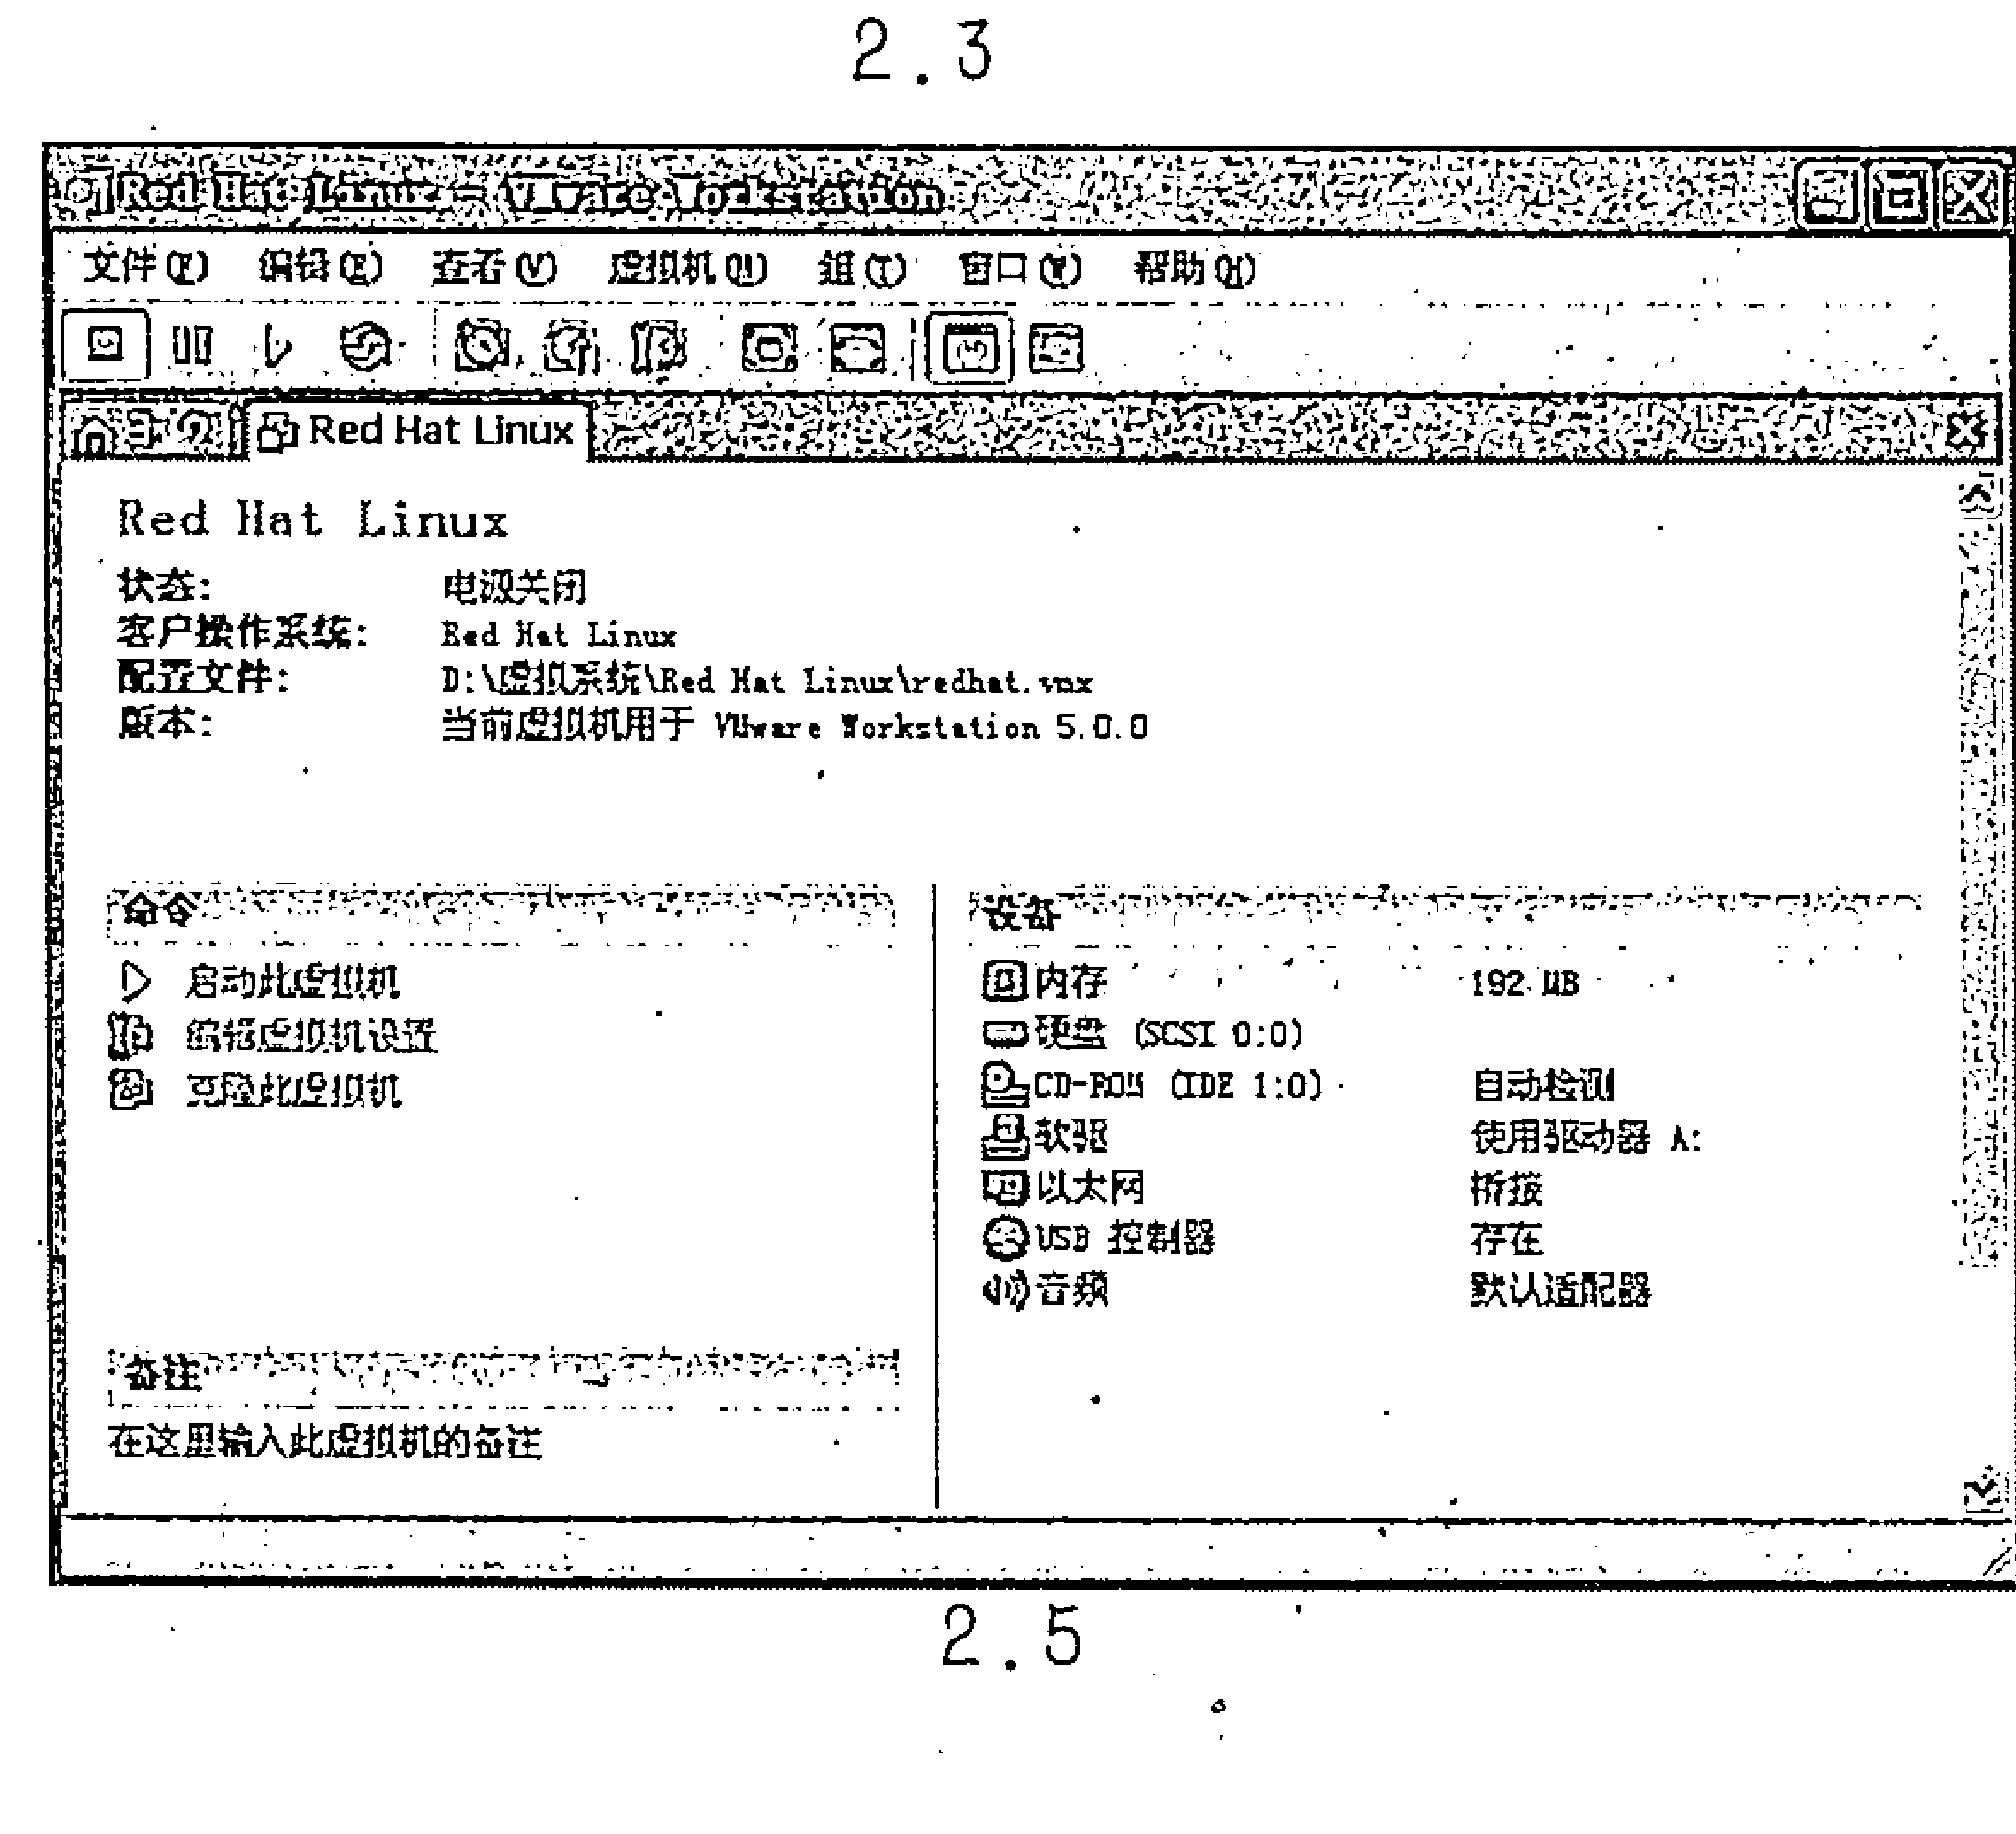 2.3
Red Hat Linux - VMware Workstation
文件(F) 编辑(E) 查看(V) 虚拟机(M) 组(T) 窗口(W) 帮助(H)
Red Hat Linux
Red Hat Linux
状态: 电源关闭
客户操作系统: Red Hat Linux
配置文件: D:\虚拟系统\Red Hat Linux\redhat.vmx
版本: 当前虚拟机用于 VMware Workstation 5.0.0
命令
启动此虚拟机
编辑虚拟机设置
克隆此虚拟机
备注
在这里输入此虚拟机的备注
设备
内存 192 MB
硬盘 (SCSI 0:0)
CD-ROM (IDE 1:0) 自动检测
软驱 使用驱动器 A:
以太网 桥接
USB 控制器 存在
音频 默认适配器
2.5